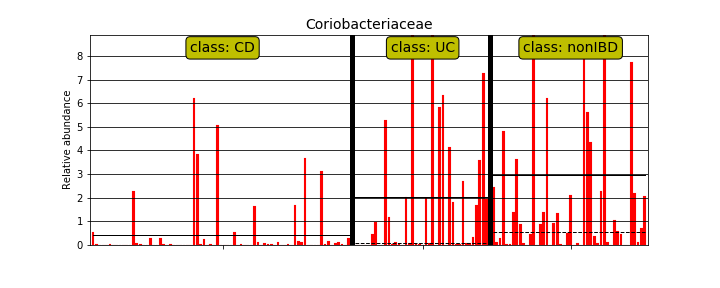 Coriobacteriaceae
class: CD
class: UC
class: nonIBD
Relative abundance
8
7
6
5
4
3
2
1
0